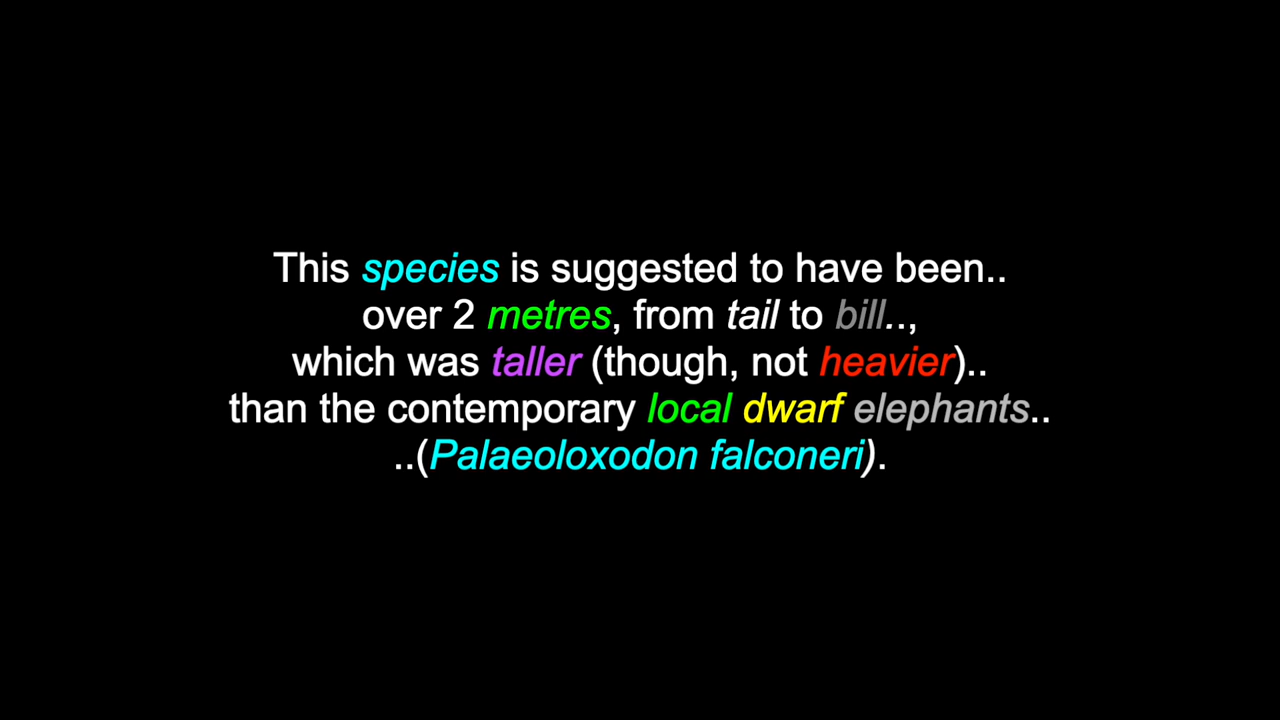 This species is suggested to have been..
over 2 metres, from tail to bill..,
which was taller (though, not heavier)..
than the contemporary local dwarf elephants..
..(Palaeoloxodon falconeri).